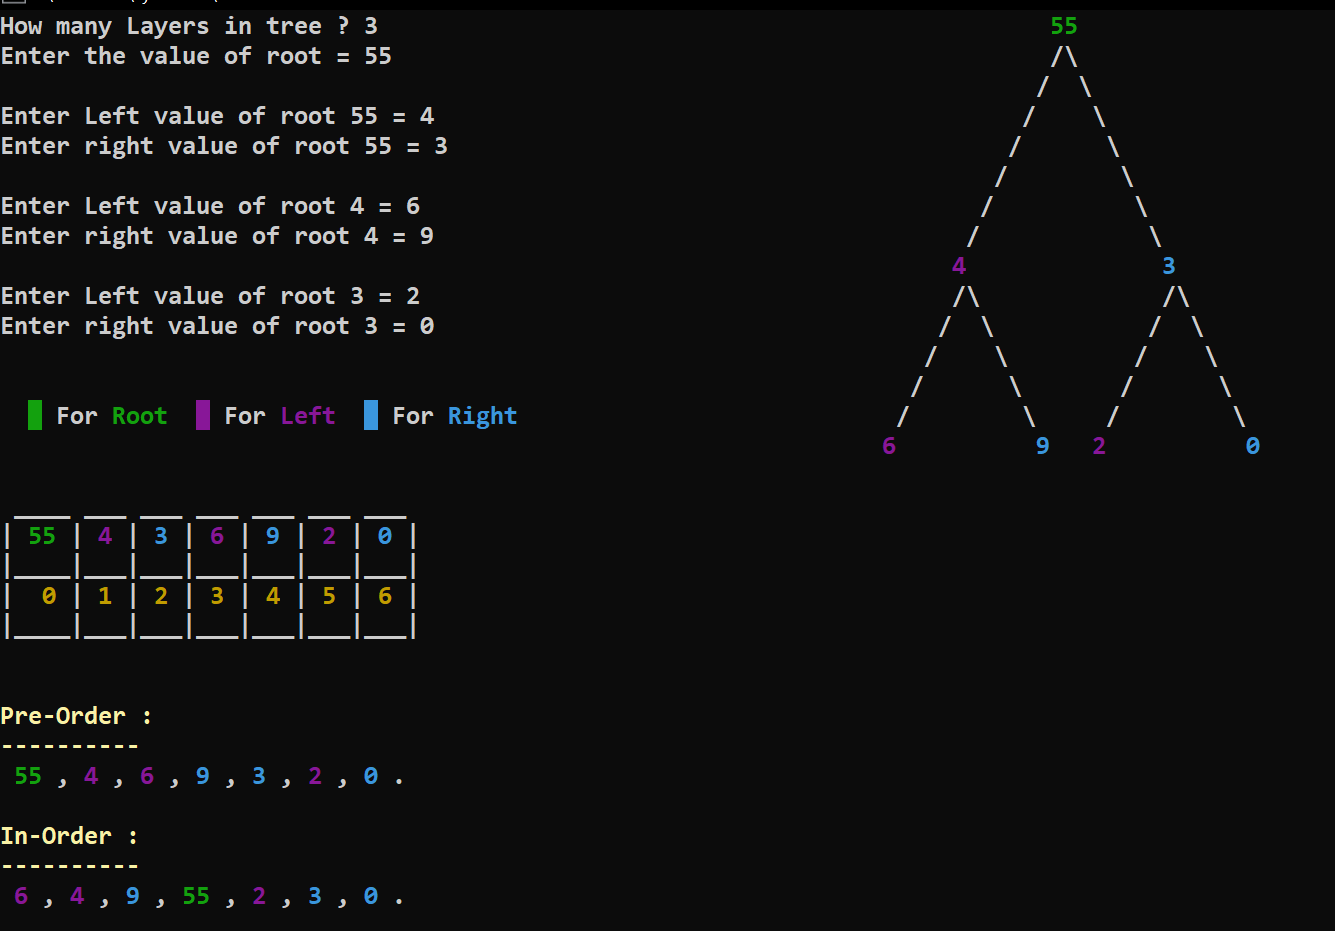 How many Layers in tree ? 3
Enter the value of root = 55
Enter Left value of root 55 = 4
Enter right value of root 55 = 3
Enter Left value of root 4 = 6
Enter right value of root 4 = 9
Enter Left value of root 3 = 2
Enter right value of root 3 = 0
For Root For Left For Right
55
4 3
6 9 2 0
| 55 | 4 | 3 | 6 | 9 | 2 | 0 |
| 0 | 1 | 2 | 3 | 4 | 5 | 6 |
Pre-Order :
----------
55 , 4 , 6 , 9 , 3 , 2 , 0 .
In-Order :
----------
6 , 4 , 9 , 55 , 2 , 3 , 0 .